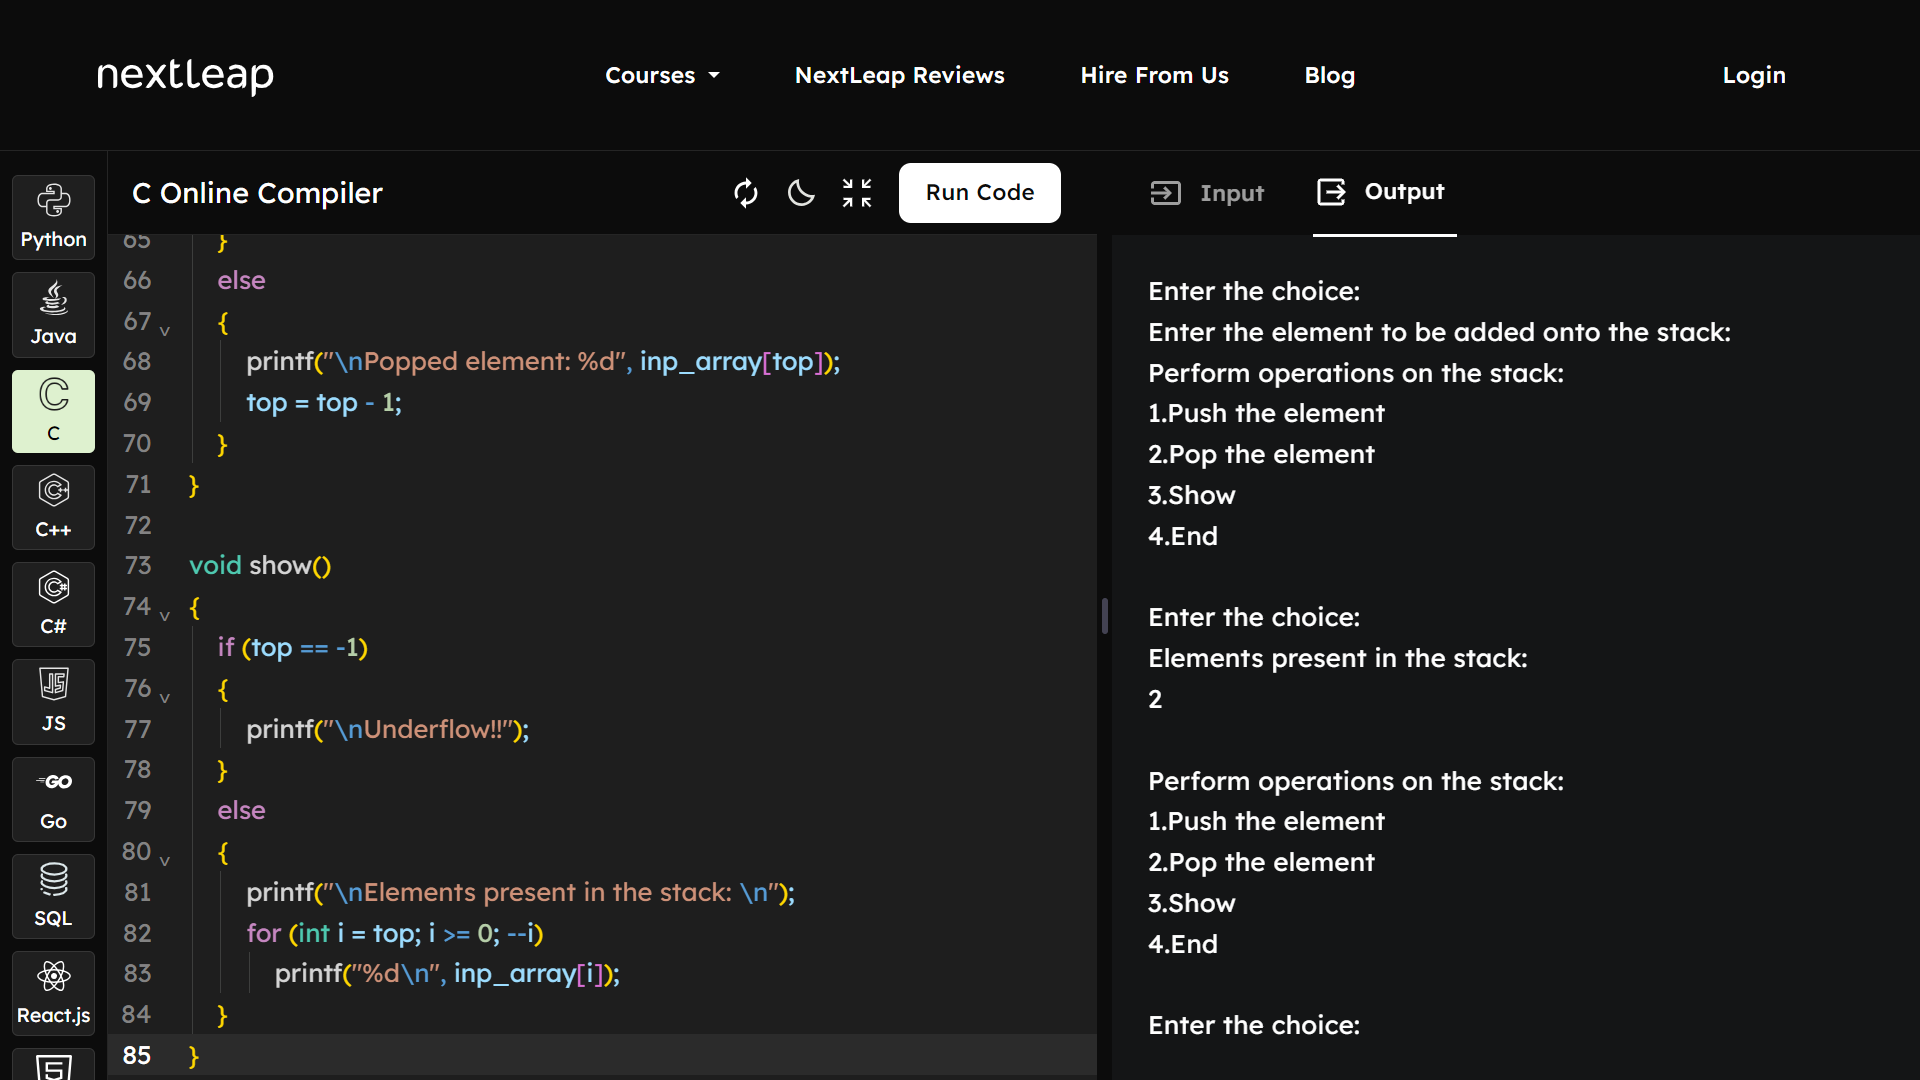 nextleap
Courses
NextLeap Reviews
Hire From Us
Blog
Login
Python
Java
C
C
C++
C#
JS
GO
Go
SQL
React.js
C Online Compiler
Run Code
65 }
66 else
67 {
68 printf("\nPopped element: %d", inp_array[top]);
69 top = top - 1;
70 }
71 }
72
73 void show()
74 {
75 if (top == -1)
76 {
77 printf("\nUnderflow!!");
78 }
79 else
80 {
81 printf("\nElements present in the stack: \n");
82 for (int i = top; i >= 0; --i)
83 printf("%d\n", inp_array[i]);
84 }
85 }
Input
Output
Enter the choice:
Enter the element to be added onto the stack:
Perform operations on the stack:
1.Push the element
2.Pop the element
3.Show
4.End
Enter the choice:
Elements present in the stack:
2
Perform operations on the stack:
1.Push the element
2.Pop the element
3.Show
4.End
Enter the choice: